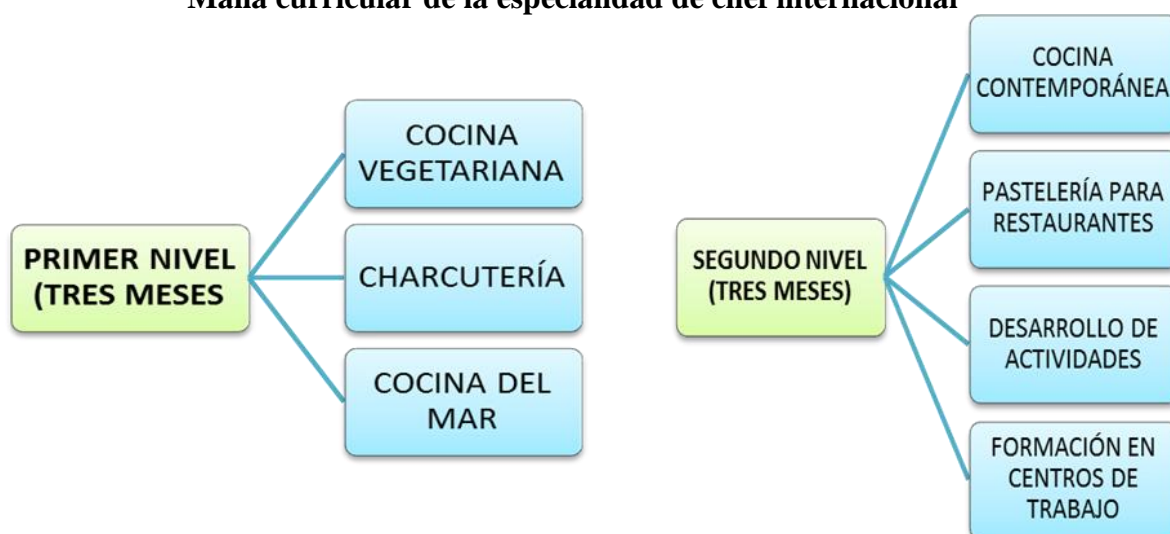 Malla curricular de la especialidad de chef internacional
PRIMER NIVEL
(TRES MESES
COCINA
VEGETARIANA
CHARCUTERÍA
COCINA DEL
MAR
SEGUNDO NIVEL
(TRES MESES)
COCINA
CONTEMPORÁNEA
PASTELERÍA PARA
RESTAURANTES
DESARROLLO DE
ACTIVIDADES
FORMACIÓN EN
CENTROS DE
TRABAJO